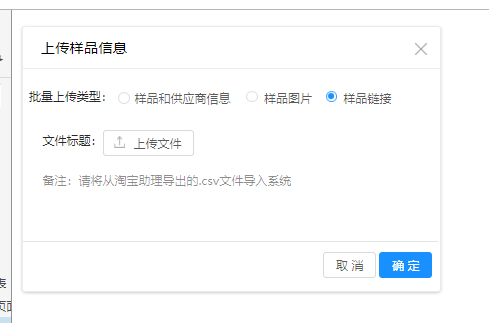 上传样品信息
批量上传类型： 样品和供应商信息 样品图片 样品链接
文件标题： 上传文件
备注：请将从淘宝助理导出的.csv文件导入系统
取 消 确 定
表
页面